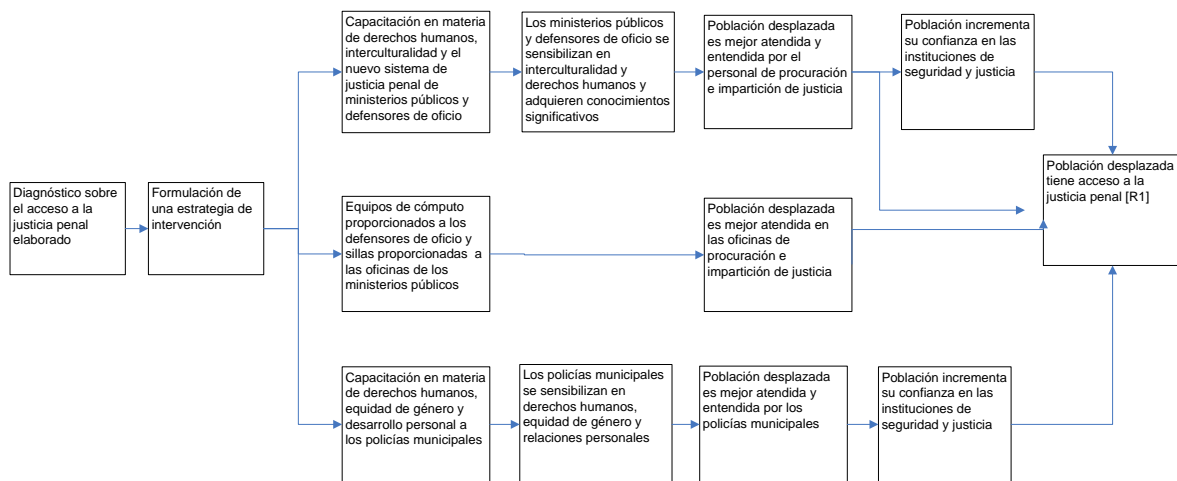 Diagnóstico sobre
el acceso a la
justicia penal
elaborado
Formulación de
una estrategia de
intervención
Capacitación en materia
de derechos humanos,
interculturalidad y el
nuevo sistema de
justicia penal de
ministerios públicos y
defensores de oficio
Los ministerios públicos
y defensores de oficio se
sensibilizan en
interculturalidad y
derechos humanos y
adquieren conocimientos
significativos
Población desplazada
es mejor atendida y
entendida por el
personal de procuración
e impartición de justicia
Población incrementa
su confianza en las
instituciones de
seguridad y justicia
Equipos de cómputo
proporcionados a los
defensores de oficio y
sillas proporcionadas a
las oficinas de los
ministerios públicos
Población desplazada
es mejor atendida en
las oficinas de
procuración e
impartición de justicia
Población desplazada
tiene acceso a la
justicia penal [R1]
Capacitación en materia
de derechos humanos,
equidad de género y
desarrollo personal a
los policías municipales
Los policías municipales
se sensibilizan en
derechos humanos,
equidad de género y
relaciones personales
Población desplazada
es mejor atendida y
entendida por los
policías municipales
Población incrementa
su confianza en las
instituciones de
seguridad y justicia